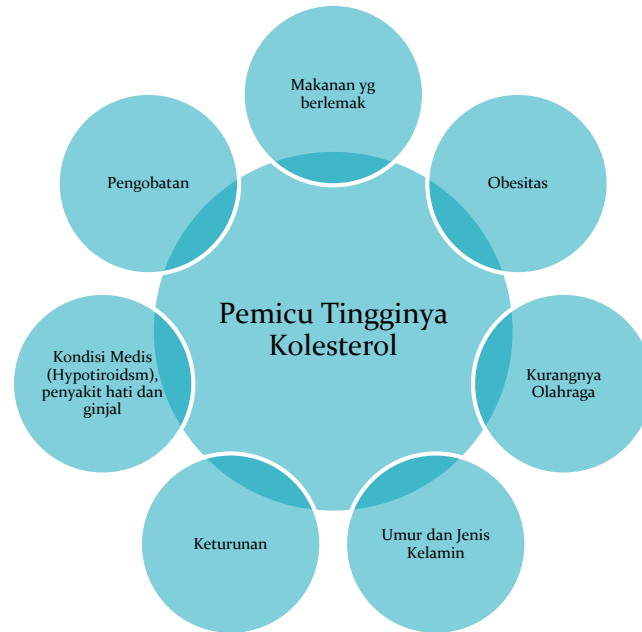 Makanan yg
berlemak
Obesitas
Kurangnya
Olahraga
Umur dan Jenis
Kelamin
Keturunan
Kondisi Medis
(Hypotiroidsm),
penyakit hati dan
ginjal
Pengobatan
Pemicu Tingginya
Kolesterol